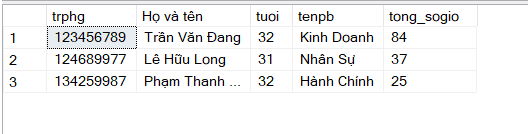 trphg Họ và tên tuoi tenpb tong_sogio
1 123456789 Trần Văn Đang 32 Kinh Doanh 84
2 124689977 Lê Hữu Long 31 Nhân Sự 37
3 134259987 Phạm Thanh ... 32 Hành Chính 25